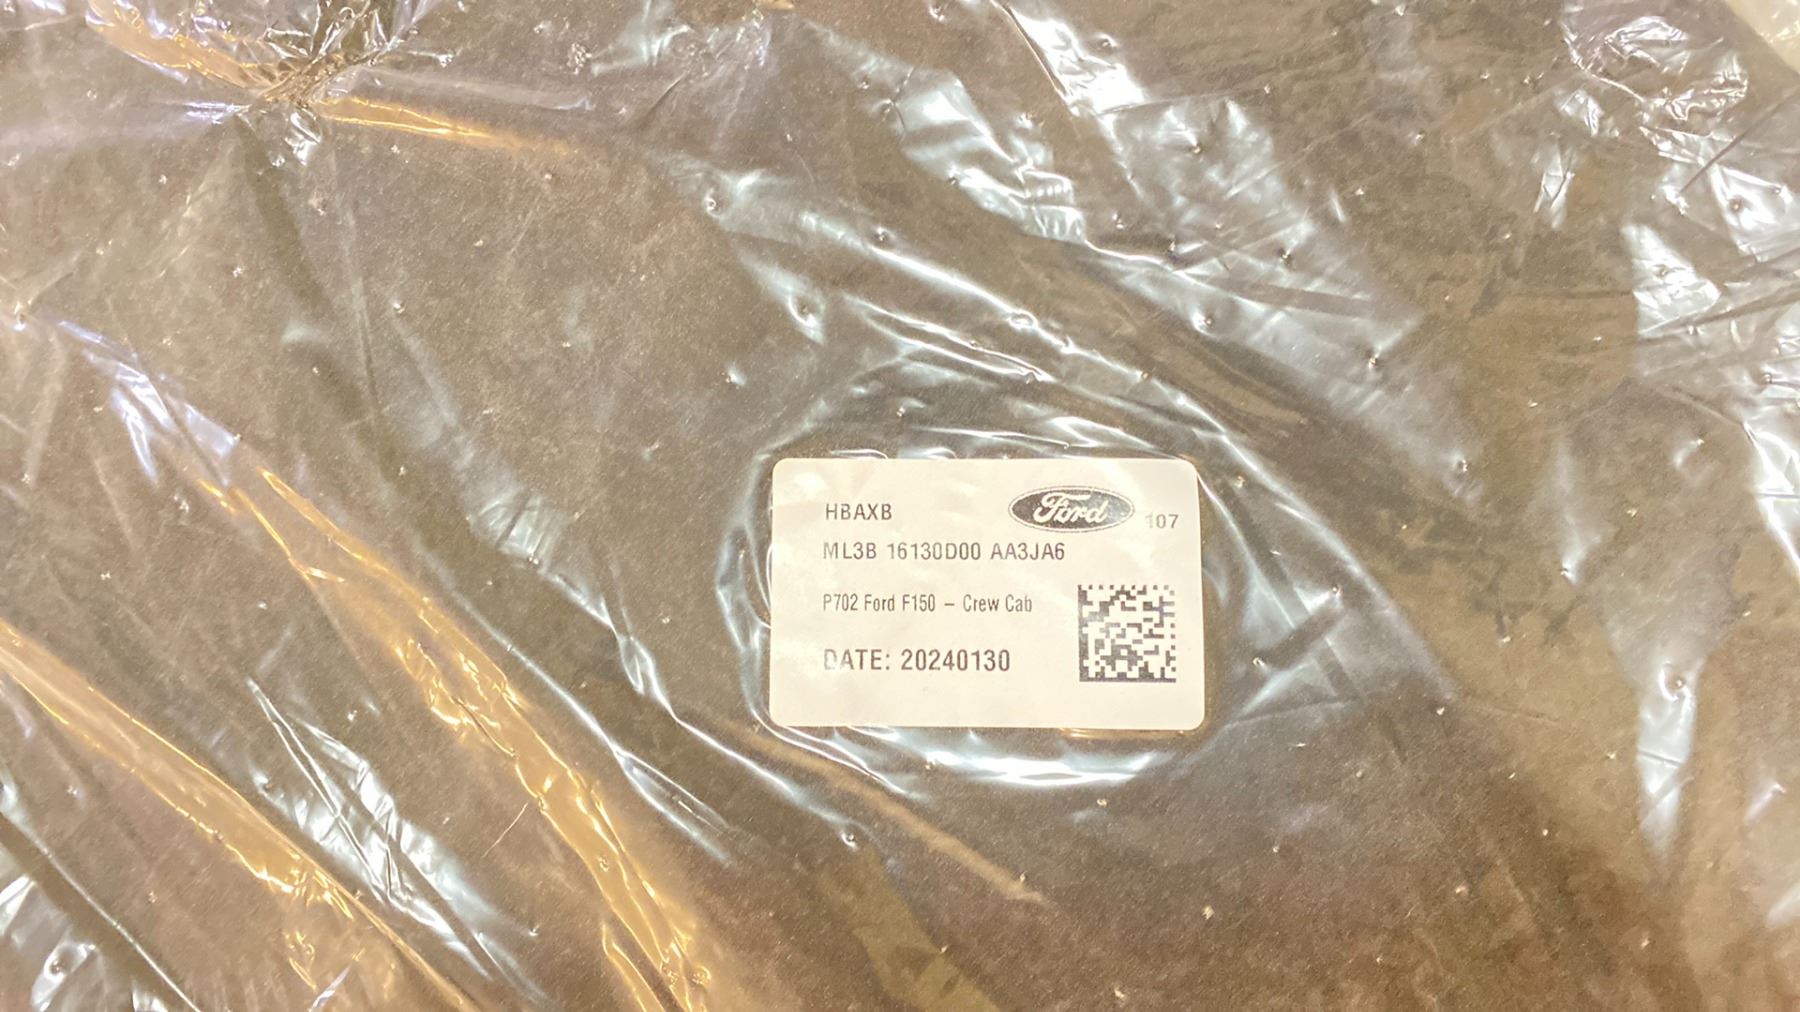 HBAXB
Ford 107
ML3B 16130D00 AA3JA6
P702 Ford F150 – Crew Cab
DATE: 20240130